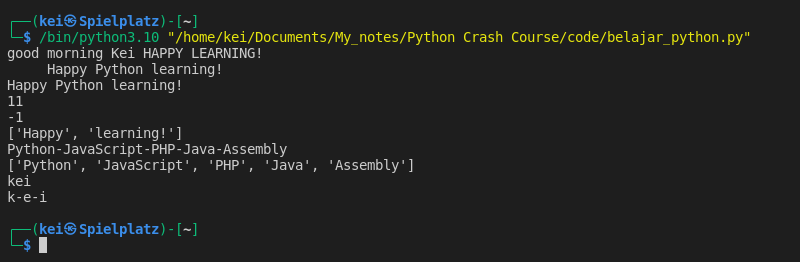 ┌──(kei㉿Spielplatz)-[~]
└─$ /bin/python3.10 "/home/kei/Documents/My_notes/Python Crash Course/code/belajar_python.py"
good morning Kei HAPPY LEARNING!
     Happy Python learning!
Happy Python learning!
11
-1
['Happy', 'learning!']
Python-JavaScript-PHP-Java-Assembly
['Python', 'JavaScript', 'PHP', 'Java', 'Assembly']
kei
k-e-i
┌──(kei㉿Spielplatz)-[~]
└─$